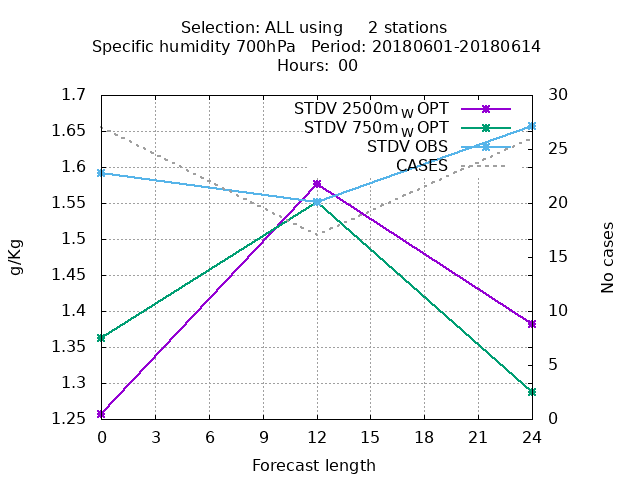 Selection: ALL using 2 stations
Specific humidity 700hPa Period: 20180601-20180614
Hours: 00
1.7
1.65
1.6
1.55
1.5
1.45
1.4
1.35
1.3
1.25
g/Kg
STDV 2500m W OPT
STDV 750m W OPT
STDV OBS
CASES
30
25
20
15
10
5
0
No cases
0 3 6 9 12 15 18 21 24
Forecast length